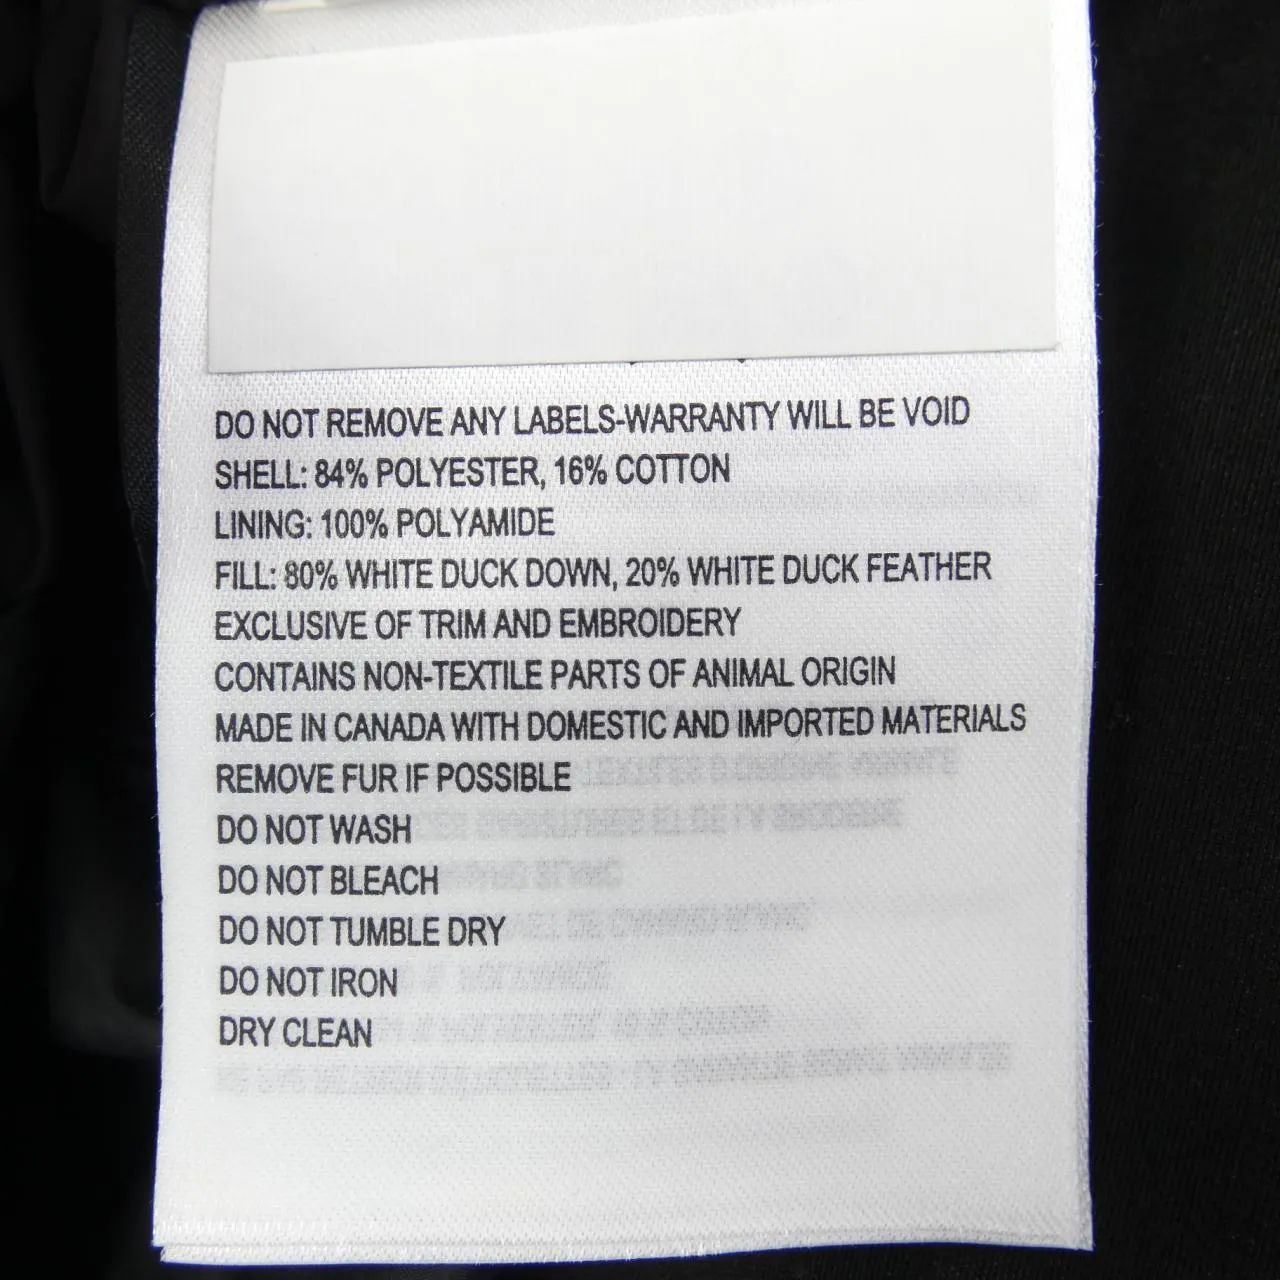 DO NOT REMOVE ANY LABELS-WARRANTY WILL BE VOID
SHELL: 84% POLYESTER, 16% COTTON
LINING: 100% POLYAMIDE
FILL: 80% WHITE DUCK DOWN, 20% WHITE DUCK FEATHER
EXCLUSIVE OF TRIM AND EMBROIDERY
CONTAINS NON-TEXTILE PARTS OF ANIMAL ORIGIN
MADE IN CANADA WITH DOMESTIC AND IMPORTED MATERIALS
REMOVE FUR IF POSSIBLE
DO NOT WASH
DO NOT BLEACH
DO NOT TUMBLE DRY
DO NOT IRON
DRY CLEAN